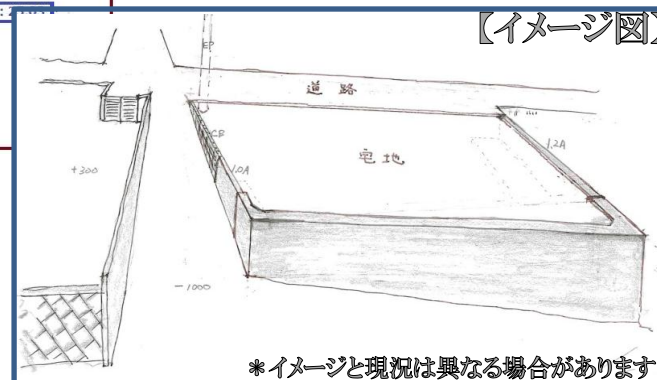 【イメージ図】
EP
道路
CB
1.2A
+300
1.0A
宅地
-1000
*イメージと現況は異なる場合があります